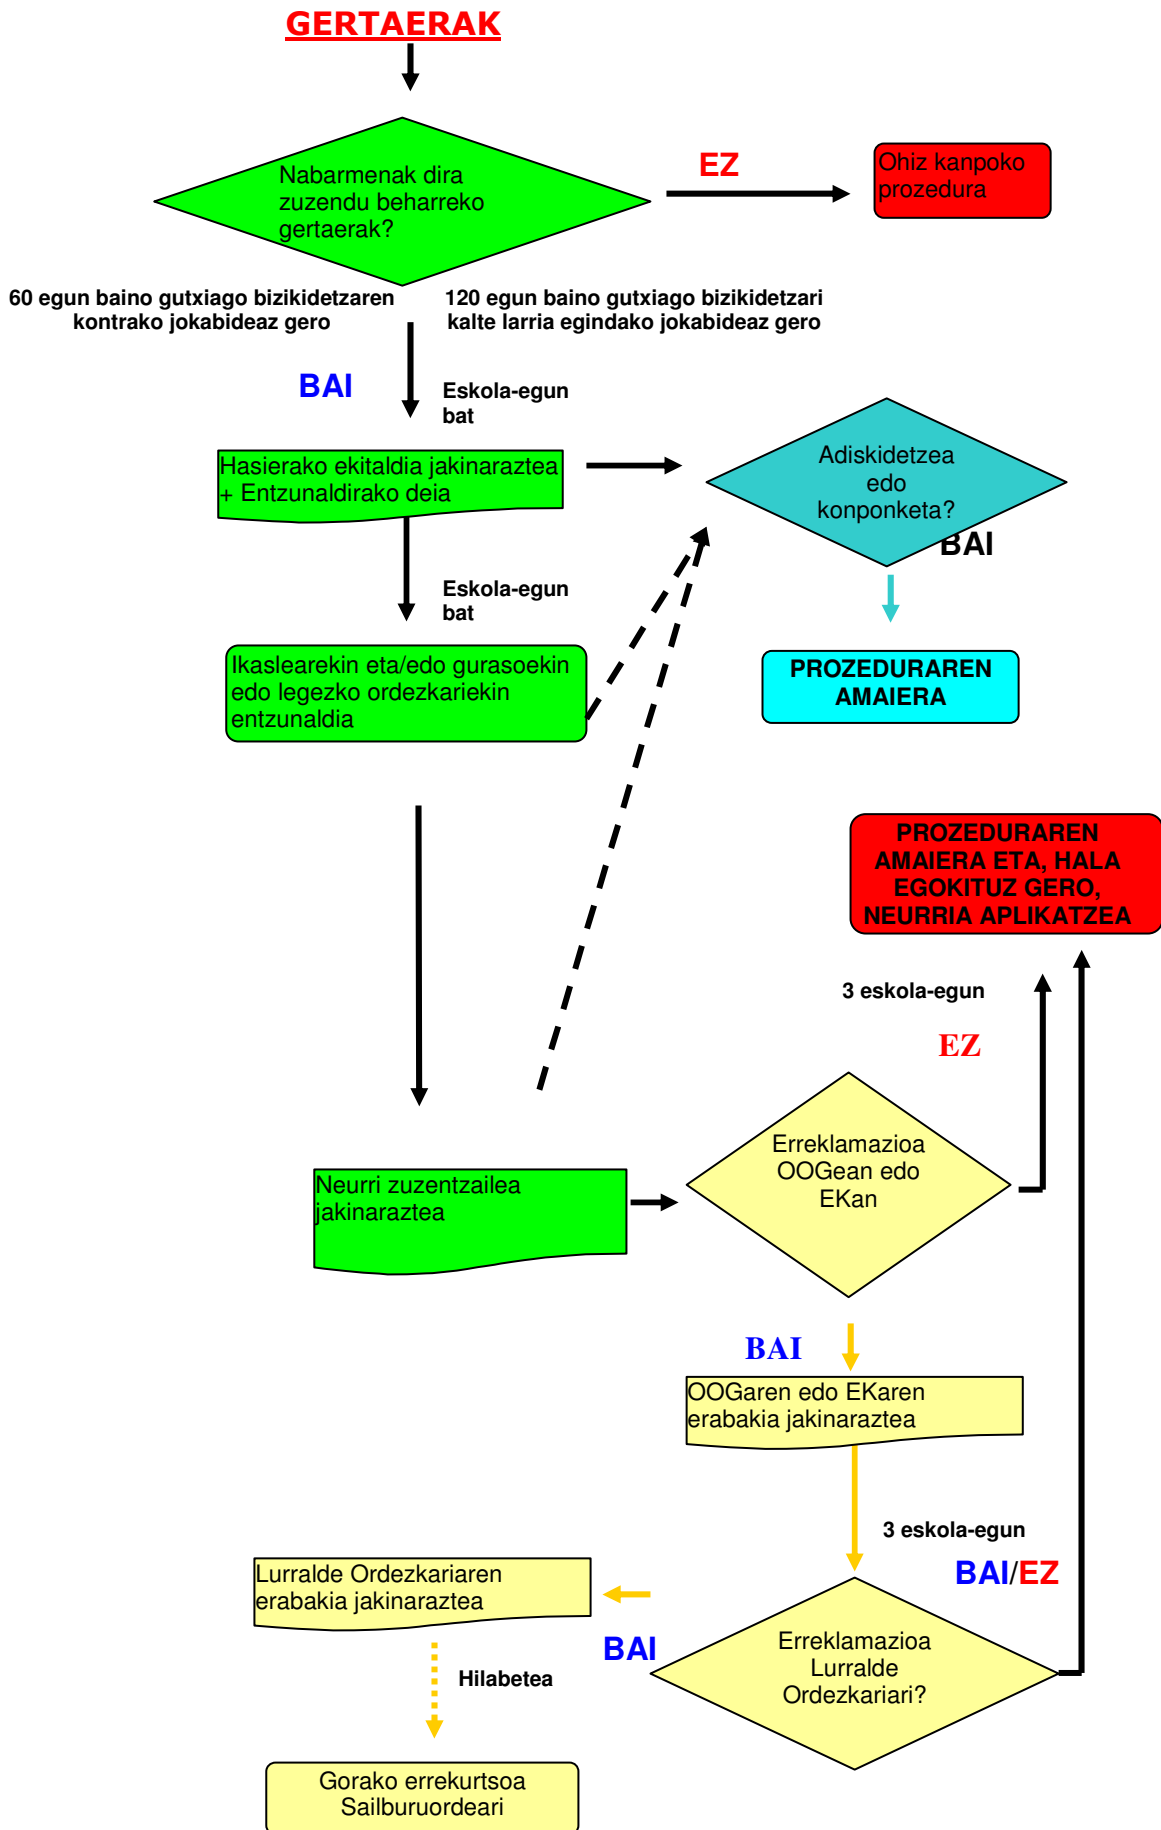 GERTAERAK
Nabarmenak dira
zuzendu beharreko
gertaerak?
EZ
Ohiz kanpoko
prozedura
60 egun baino gutxiago bizikidetzaren
kontrako jokabideaz gero
120 egun baino gutxiago bizikidetzari
kalte larria egindako jokabideaz gero
BAI
Eskola-egun
bat
Hasierako ekitaldia jakinaraztea
+ Entzunaldirako deia
Adiskidetzea
edo
konponketa?
BAI
Eskola-egun
bat
Ikaslearekin eta/edo gurasoekin
edo legezko ordezkariekin
entzunaldia
PROZEDURAREN
AMAIERA
PROZEDURAREN
AMAIERA ETA, HALA
EGOKITUZ GERO,
NEURRIA APLIKATZEA
3 eskola-egun
EZ
Erreklamazioa
OOGean edo
EKan
Neurri zuzentzailea
jakinaraztea
BAI
OOGaren edo EKaren
erabakia jakinaraztea
3 eskola-egun
BAI/EZ
Lurralde Ordezkariaren
erabakia jakinaraztea
BAI
Erreklamazioa
Lurralde
Ordezkariari?
Hilabetea
Gorako errekurtsoa
Sailburuordeari